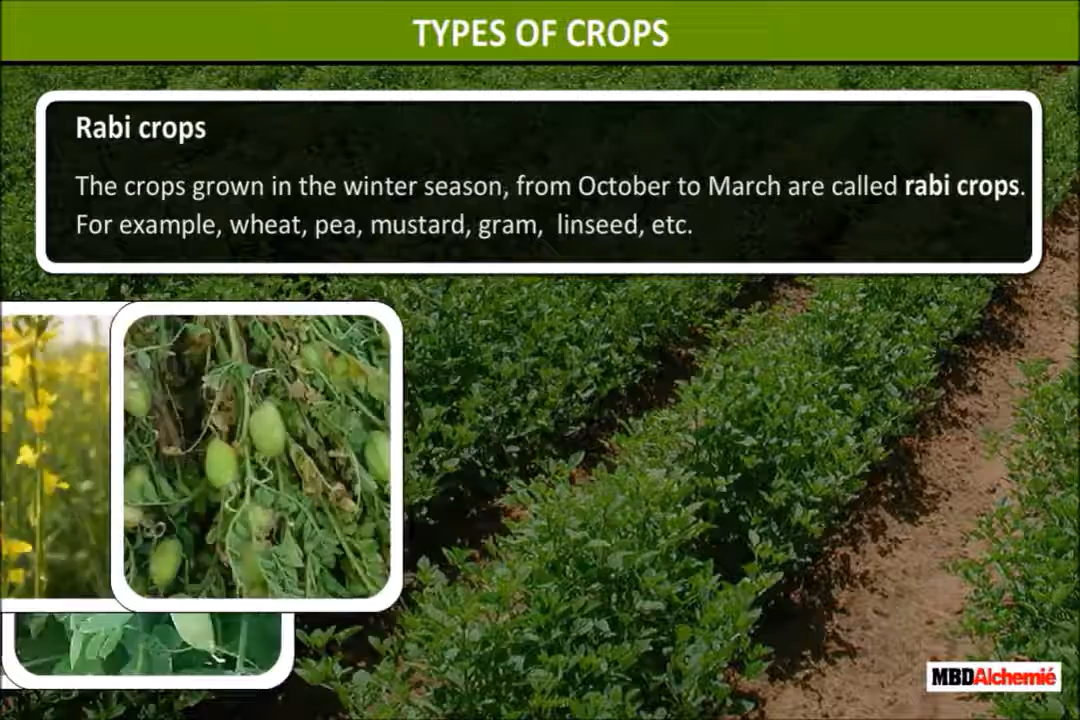 TYPES OF CROPS
Rabi crops
The crops grown in the winter season, from October to March are called rabi crops.
For example, wheat, pea, mustard, gram, linseed, etc.
MBDAlchemié